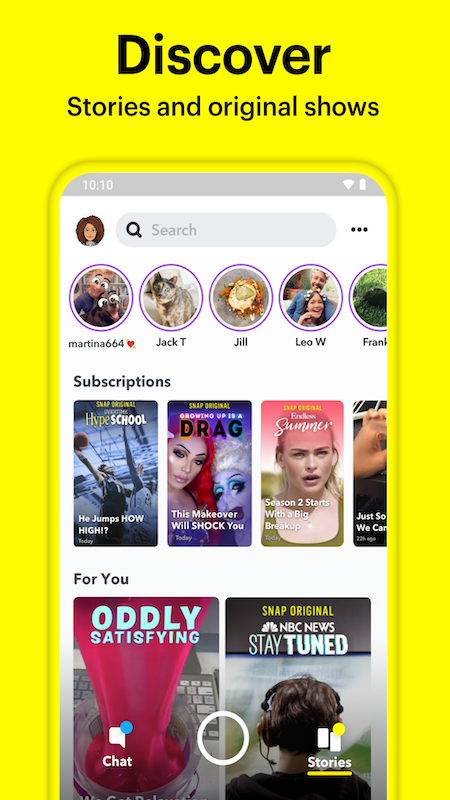 Discover
Stories and original shows
10:10
Search
martina664
Jack T
Jill
Leo W
Frank
Subscriptions
SNAP ORIGINAL
Hype SCHOOL
He Jumps HOW
HIGH!?
Today
SNAP ORIGINAL
GROWING UP IS A
DRAG
This Makeover
Will SHOCK You
Today
SNAP ORIGINAL
Endless
Summer
Season 2 Starts
With a Big
Breakup
Today
Just So
We Can
22h ago
For You
ODDLY
SATISFYING
SNAP ORIGINAL
NBC NEWS
STAY TUNED
Chat
Stories